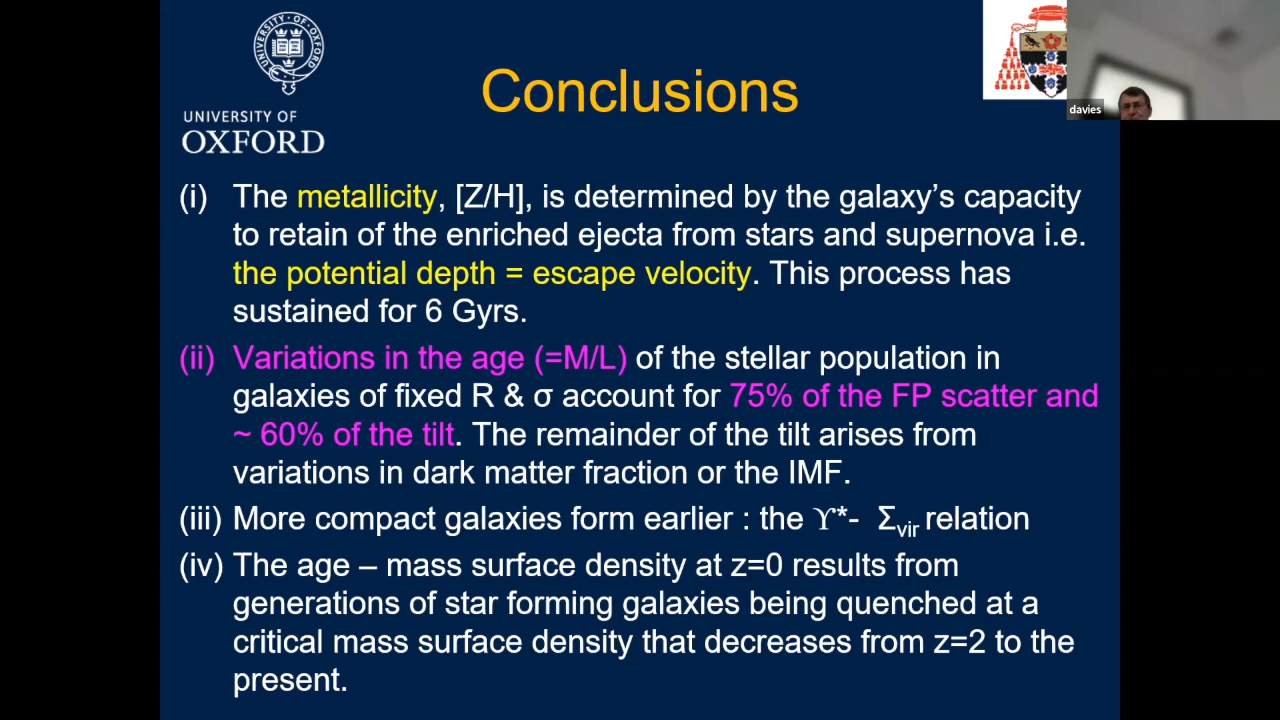 UNIVERSITY OF OXFORD
UNIVERSITY OF
OXFORD
Conclusions
davies
(i) The metallicity, [Z/H], is determined by the galaxy’s capacity
to retain of the enriched ejecta from stars and supernova i.e.
the potential depth = escape velocity. This process has
sustained for 6 Gyrs.
(ii) Variations in the age (=M/L) of the stellar population in
galaxies of fixed R & σ account for 75% of the FP scatter and
~ 60% of the tilt. The remainder of the tilt arises from
variations in dark matter fraction or the IMF.
(iii) More compact galaxies form earlier : the ϒ*- Σvir relation
(iv) The age – mass surface density at z=0 results from
generations of star forming galaxies being quenched at a
critical mass surface density that decreases from z=2 to the
present.